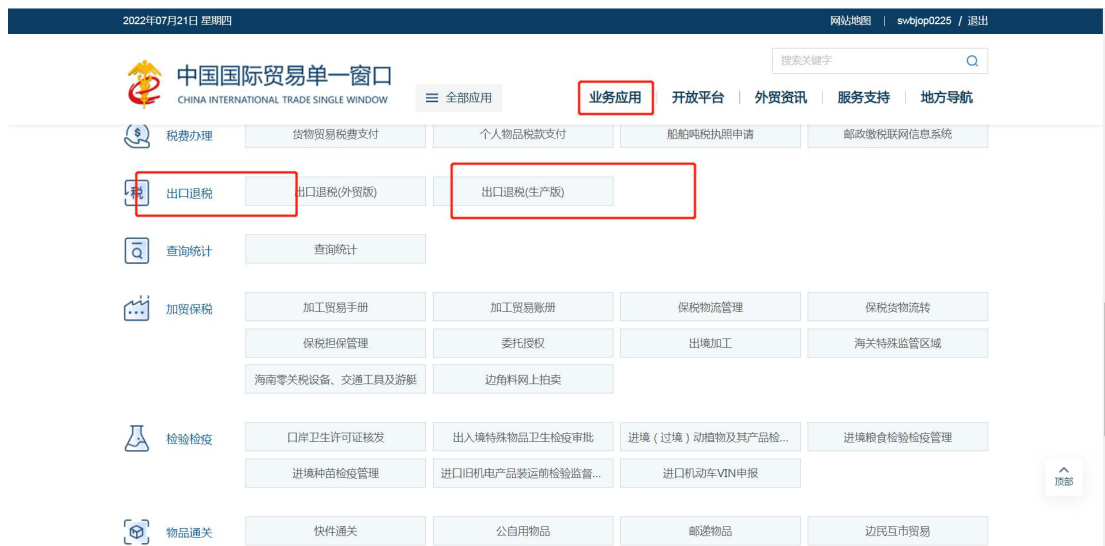 2022年07月21日 星期四
网站地图 | swbjop0225 / 退出
搜索关键字
中国国际贸易单一窗口
CHINA INTERNATIONAL TRADE SINGLE WINDOW
全部应用
业务应用 | 开放平台 | 外贸资讯 | 服务支持 | 地方导航
税费办理 货物贸易税费支付 个人物品税款支付 船舶吨税执照申请 邮政缴税联网信息系统
税 出口退税 出口退税(外贸版) 出口退税(生产版)
查询统计 查询统计
加贸保税 加工贸易手册 加工贸易账册 保税物流管理 保税货物流转
保税担保管理 委托授权 出境加工 海关特殊监管区域
海南零关税设备、交通工具及游艇 边角料网上拍卖
检验检疫 口岸卫生许可证核发 出入境特殊物品卫生检疫审批 进境（过境）动植物及其产品检... 进境粮食检验检疫管理
进境种苗检疫管理 进口旧机电产品装运前检验监督... 进口机动车VIN申报
顶部
物品通关 快件通关 公自用物品 邮递物品 边民互市贸易